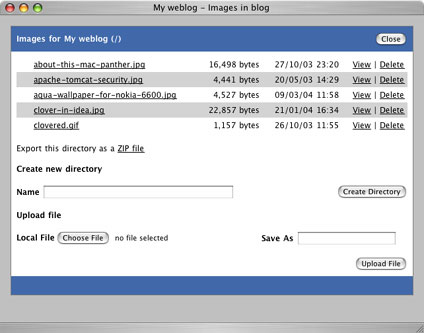 My weblog - Images in blog
Images for My weblog (/) Close
about-this-mac-panther.jpg 16,498 bytes 27/10/03 23:20 View | Delete
apache-tomcat-security.jpg 4,441 bytes 20/05/03 14:29 View | Delete
aqua-wallpaper-for-nokia-6600.jpg 4,527 bytes 09/03/04 11:58 View | Delete
clover-in-idea.jpg 22,857 bytes 21/01/04 16:34 View | Delete
clovered.gif 1,157 bytes 26/10/03 11:55 View | Delete
Export this directory as a ZIP file
Create new directory
Name Create Directory
Upload file
Local File Choose File no file selected Save As
Upload File